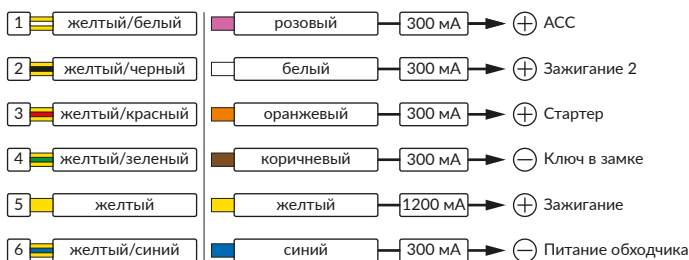 1 желтый/белый розовый 300 мА + АСС
2 желтый/черный белый 300 мА + Зажигание 2
3 желтый/красный оранжевый 300 мА + Стартер
4 желтый/зеленый коричневый 300 мА − Ключ в замке
5 желтый желтый 1200 мА + Зажигание
6 желтый/синий синий 300 мА − Питание обходчика